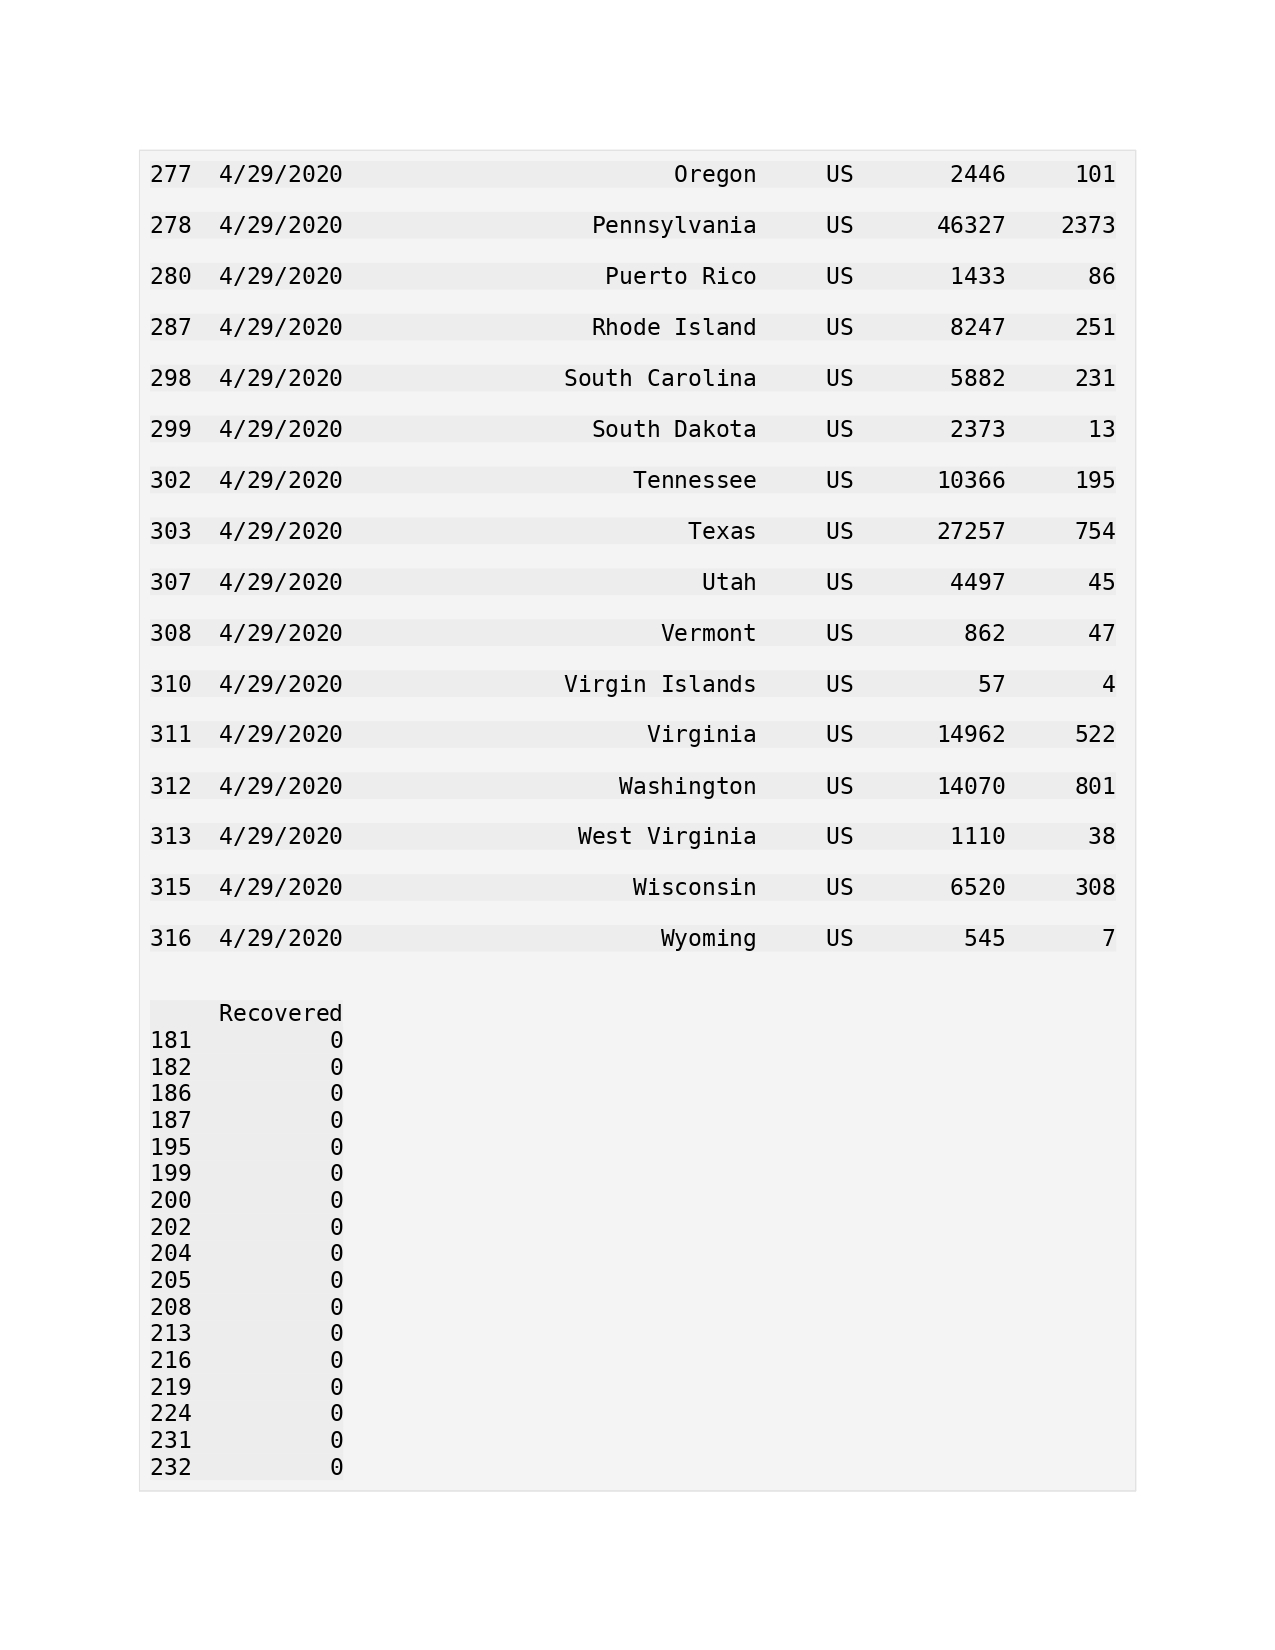 277  4/29/2020                        Oregon     US       2446     101
278  4/29/2020                  Pennsylvania     US      46327    2373
280  4/29/2020                   Puerto Rico     US       1433      86
287  4/29/2020                  Rhode Island     US       8247     251
298  4/29/2020                South Carolina     US       5882     231
299  4/29/2020                  South Dakota     US       2373      13
302  4/29/2020                     Tennessee     US      10366     195
303  4/29/2020                         Texas     US      27257     754
307  4/29/2020                          Utah     US       4497      45
308  4/29/2020                       Vermont     US        862      47
310  4/29/2020                Virgin Islands     US         57       4
311  4/29/2020                      Virginia     US      14962     522
312  4/29/2020                    Washington     US      14070     801
313  4/29/2020                 West Virginia     US       1110      38
315  4/29/2020                     Wisconsin     US       6520     308
316  4/29/2020                       Wyoming     US        545       7
     Recovered
181          0
182          0
186          0
187          0
195          0
199          0
200          0
202          0
204          0
205          0
208          0
213          0
216          0
219          0
224          0
231          0
232          0